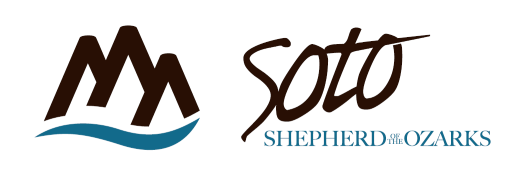 soto
SHEPHERD OF THE OZARKS